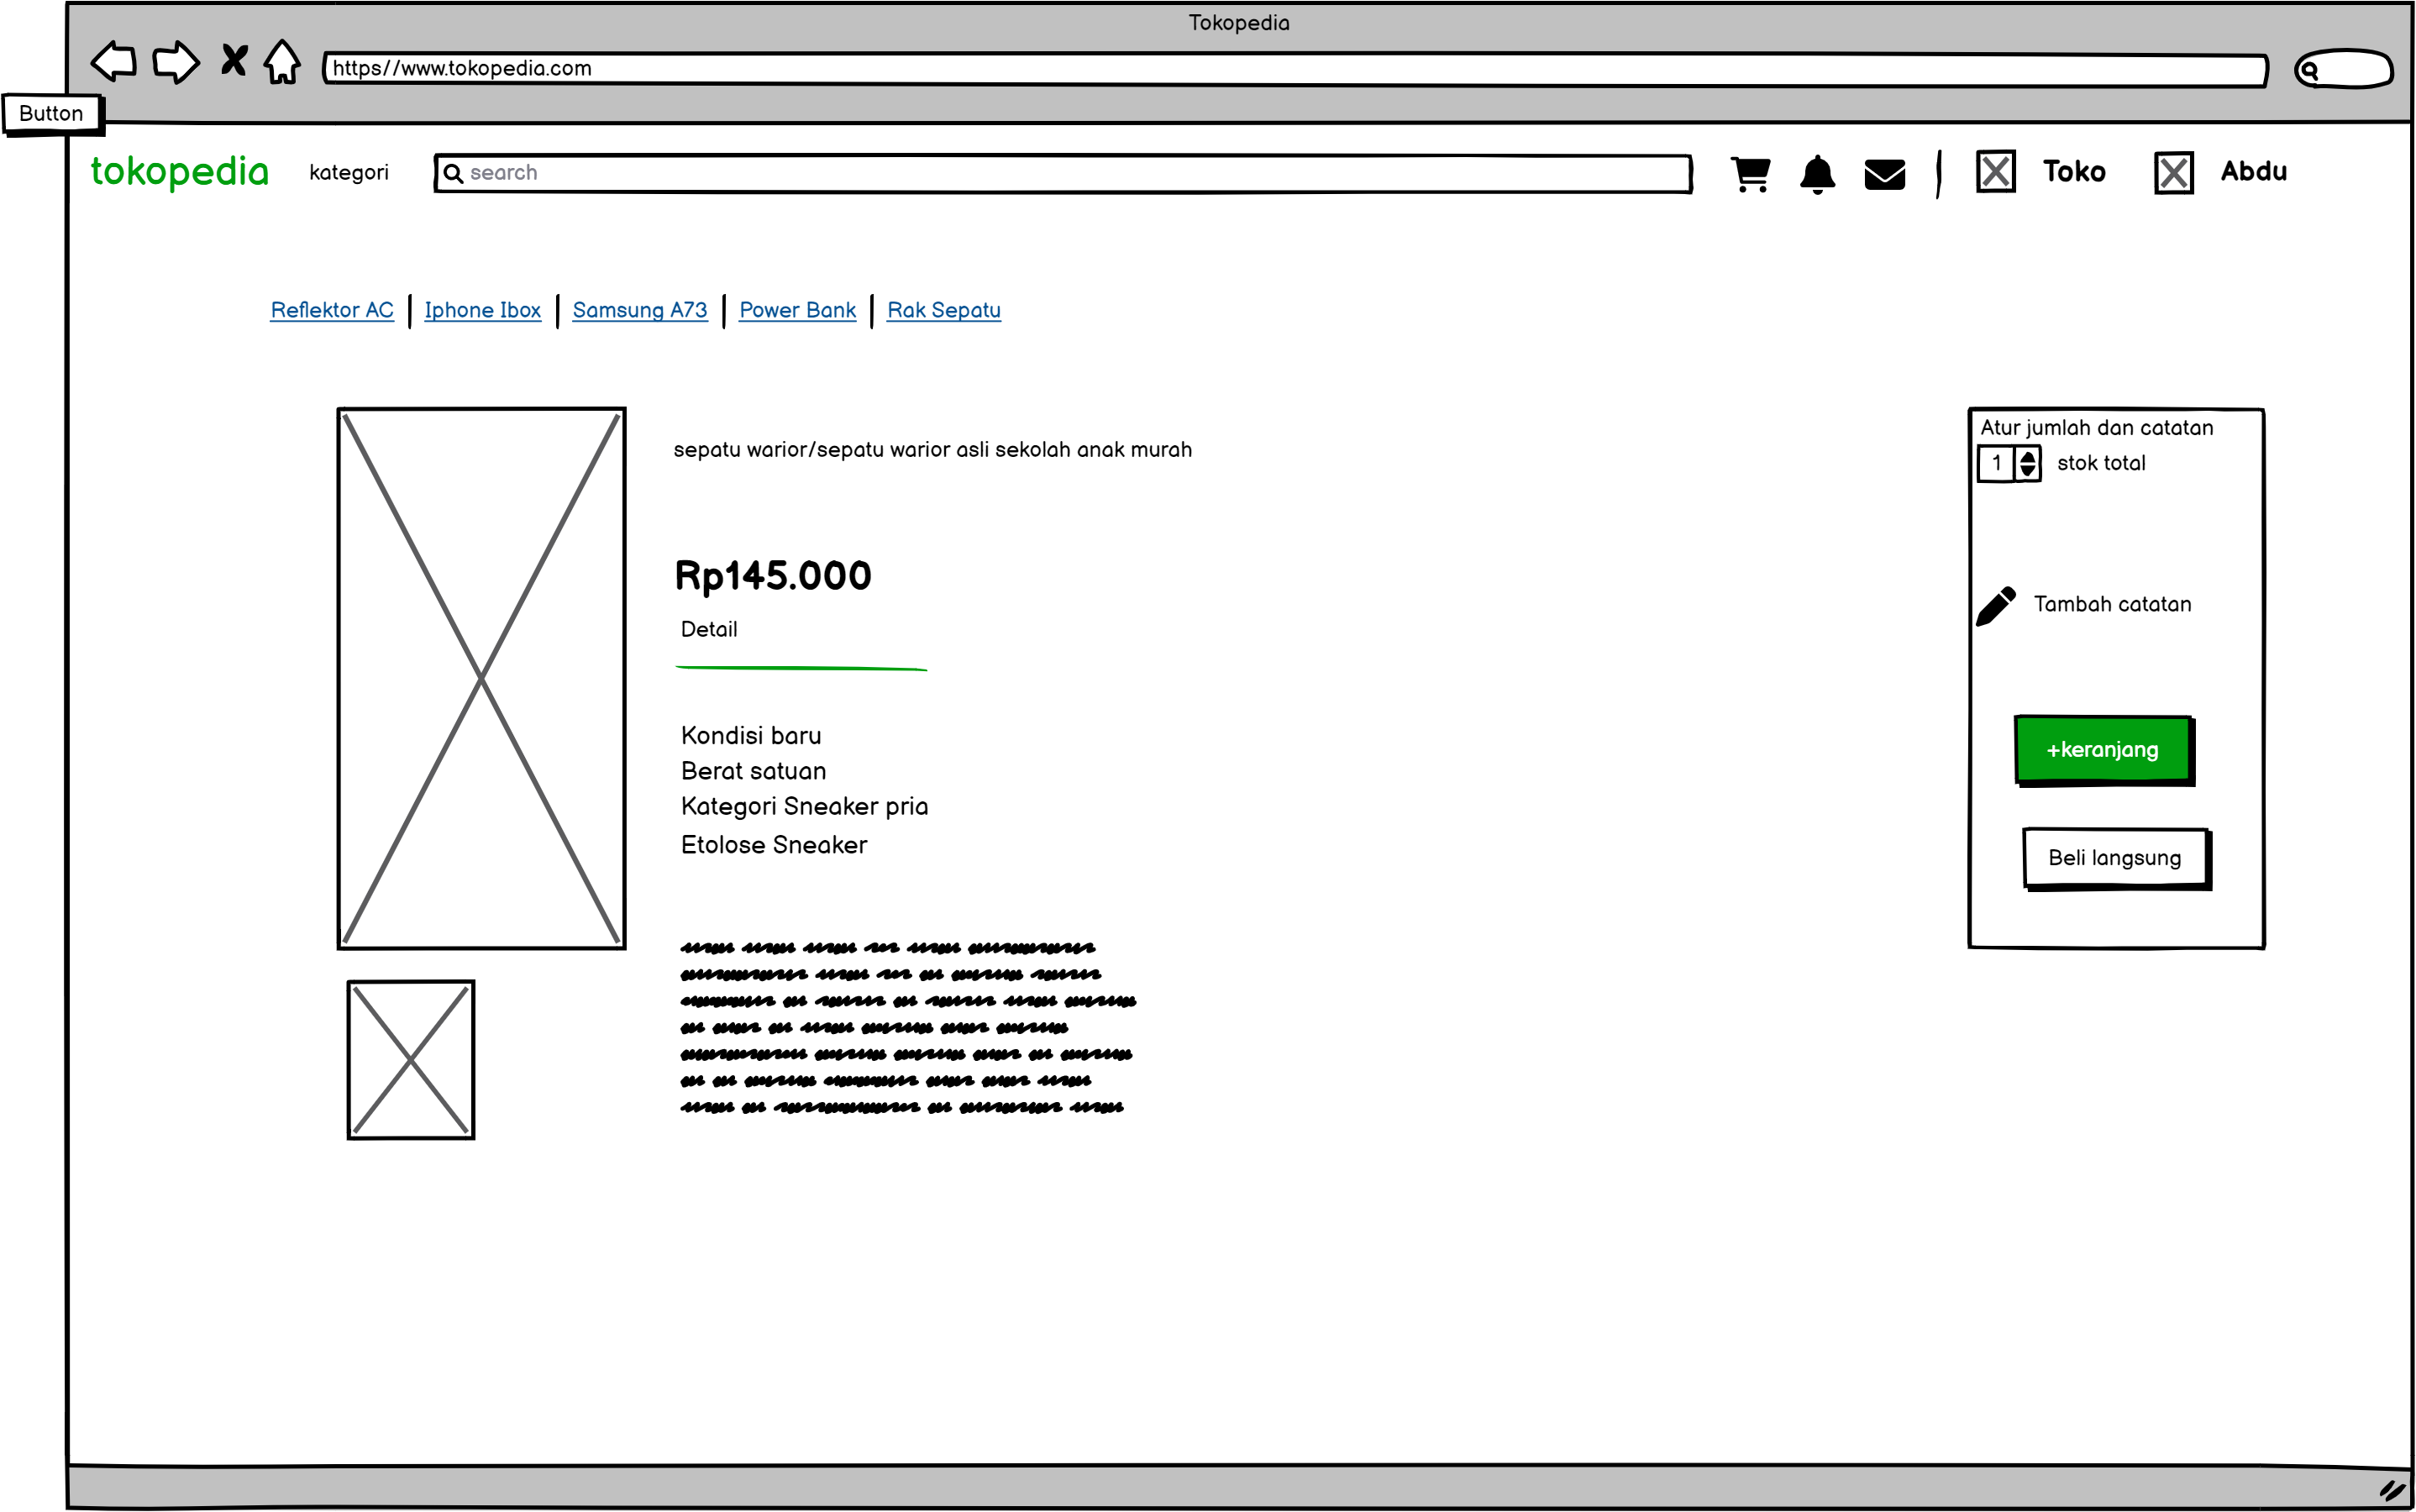 Tokopedia
https//www.tokopedia.com
Button
tokopedia kategori search Toko Abdu
Reflektor AC Iphone Ibox Samsung A73 Power Bank Rak Sepatu
sepatu warior/sepatu warior asli sekolah anak murah
Rp145.000
Detail
Kondisi baru
Berat satuan
Kategori Sneaker pria
Etolose Sneaker
Atur jumlah dan catatan
1 stok total
Tambah catatan
+keranjang
Beli langsung